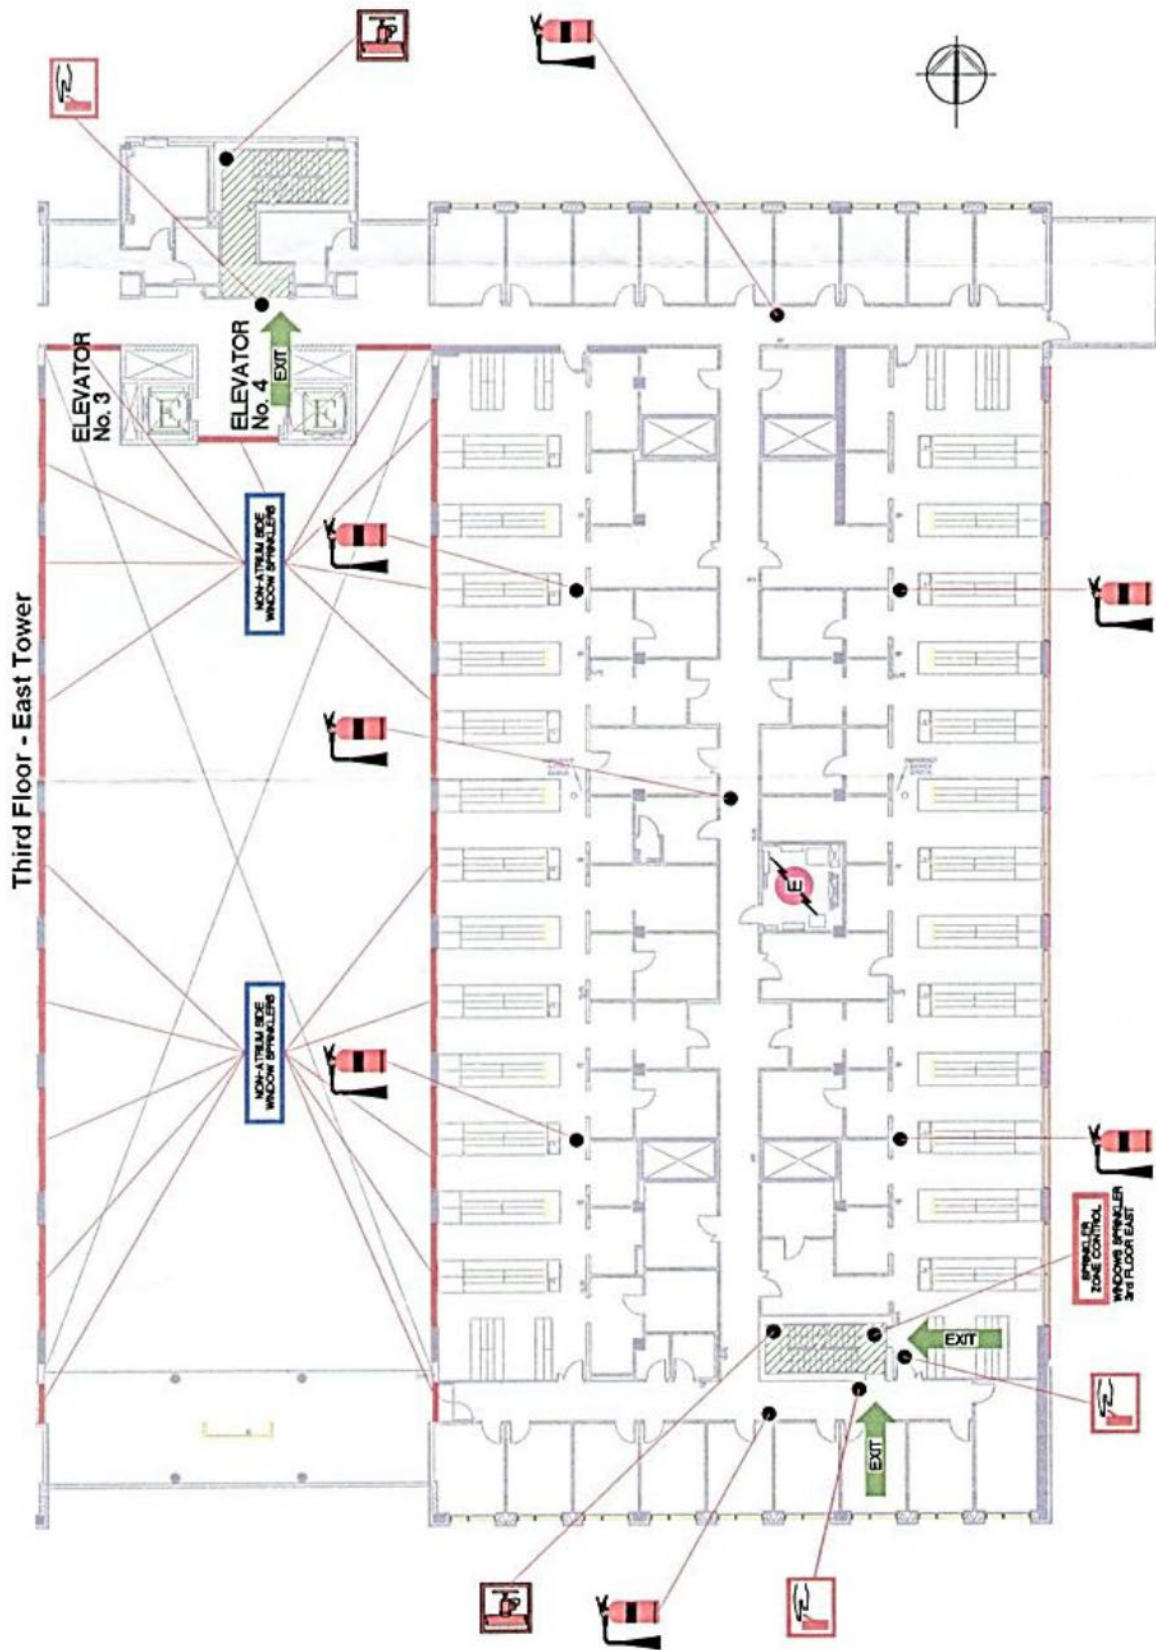 Third Floor - East Tower
ELEVATOR
No. 3
ELEVATOR
No. 4
EXIT
NON-ATRIUM SIDE
WINDOW SPRINKLERS
NON-ATRIUM SIDE
WINDOW SPRINKLERS
E
SPRINKLER
ZONE CONTROL
WINDOWS SPRINKLER
3rd FLOOR EAST
EXIT
EXIT